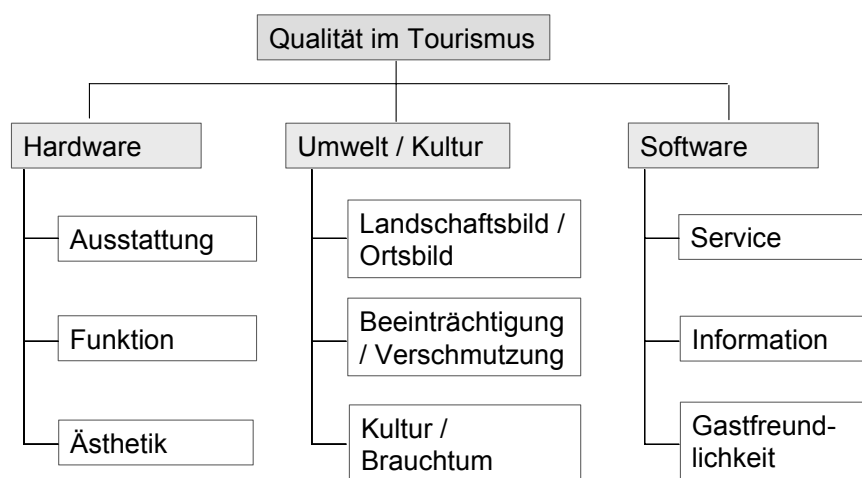 Qualität im Tourismus
Hardware
Umwelt / Kultur
Software
Ausstattung
Funktion
Ästhetik
Landschaftsbild /
Ortsbild
Beeinträchtigung
/ Verschmutzung
Kultur /
Brauchtum
Service
Information
Gastfreund-
lichkeit